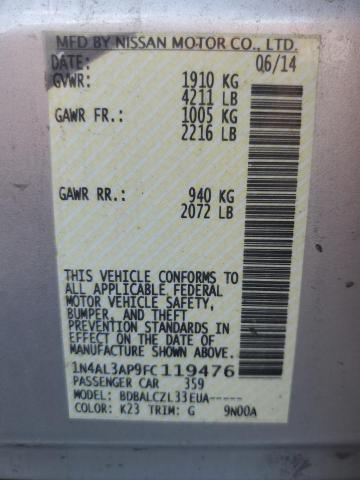 MFD BY NISSAN MOTOR CO., LTD.
DATE: 06/14
GVWR: 1910 KG
4211 LB
GAWR FR.: 1005 KG
2216 LB
GAWR RR.: 940 KG
2072 LB
THIS VEHICLE CONFORMS TO
ALL APPLICABLE FEDERAL
MOTOR VEHICLE SAFETY,
BUMPER, AND THEFT
PREVENTION STANDARDS IN
EFFECT ON THE DATE OF
MANUFACTURE SHOWN ABOVE.
1N4AL3AP9FC119476
PASSENGER CAR 359
MODEL: BDBALCZL33EUA-----
COLOR: K23 TRIM: G 9N00A